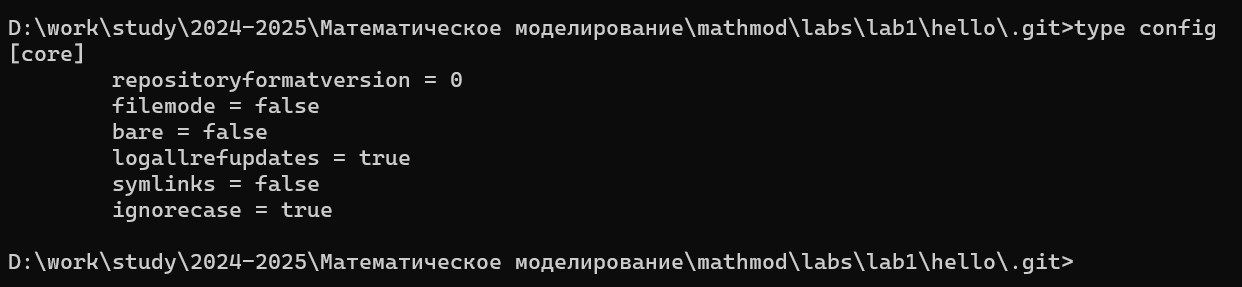 D:\work\study\2024-2025\Математическое моделирование\mathmod\labs\lab1\hello\.git>type config
[core]
        repositoryformatversion = 0
        filemode = false
        bare = false
        logallrefupdates = true
        symlinks = false
        ignorecase = true

D:\work\study\2024-2025\Математическое моделирование\mathmod\labs\lab1\hello\.git>